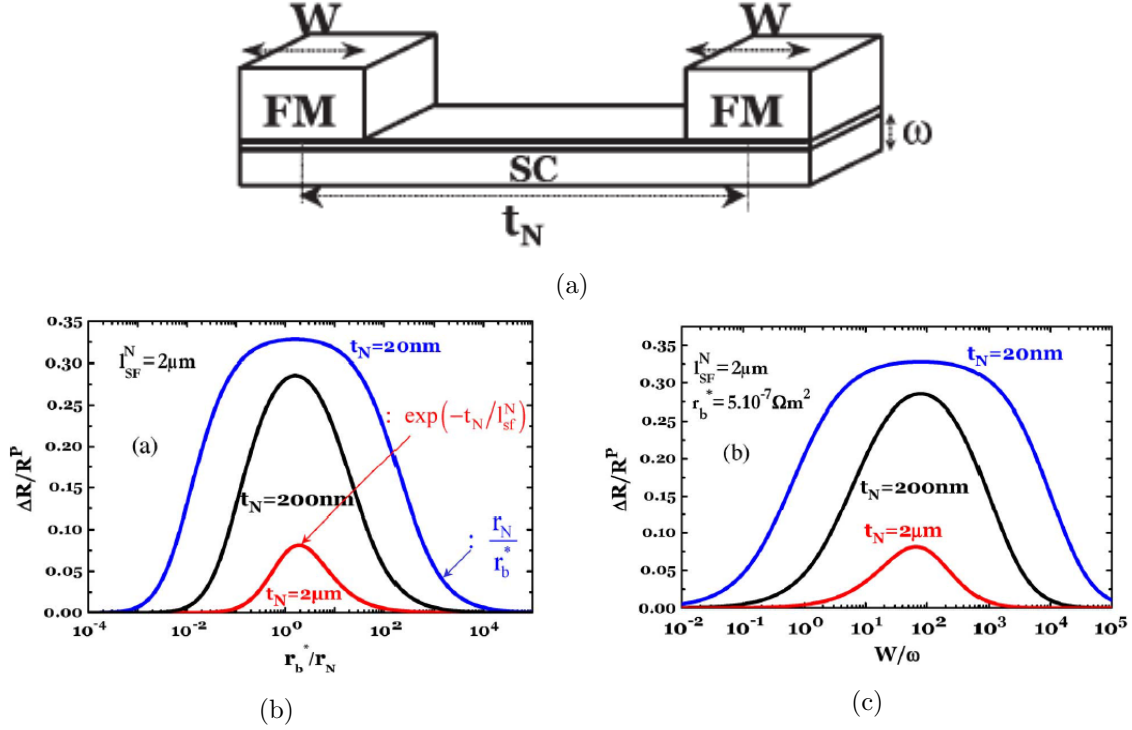 W W
FM FM
ω
SC
t_N
(a)
0.35
0.30
0.25
0.20
0.15
0.10
0.05
0.00
ΔR/R^P
l_SF^N=2μm
t_N=20nm
: exp(-t_N/l_sf^N)
(a)
t_N=200nm
: r_N/r_b^*
t_N=2μm
10^-4 10^-2 10^0 10^2 10^4
r_b^*/r_N
(b)
0.35
0.30
0.25
0.20
0.15
0.10
0.05
0.00
ΔR/R^P
t_N=20nm
l_SF^N=2μm
r_b^*=5.10^-7Ωm^2
(b)
t_N=200nm
t_N=2μm
10^-2 10^-1 10^0 10^1 10^2 10^3 10^4 10^5
W/ω
(c)